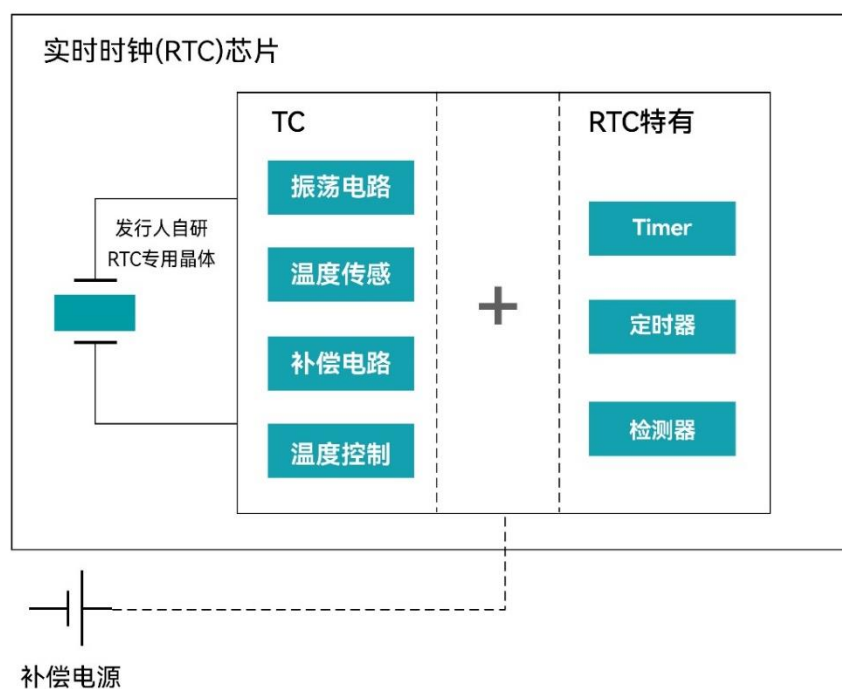 实时时钟(RTC)芯片
TC
RTC特有
发行人自研
RTC专用晶体
振荡电路
温度传感
补偿电路
温度控制
+
Timer
定时器
检测器
补偿电源